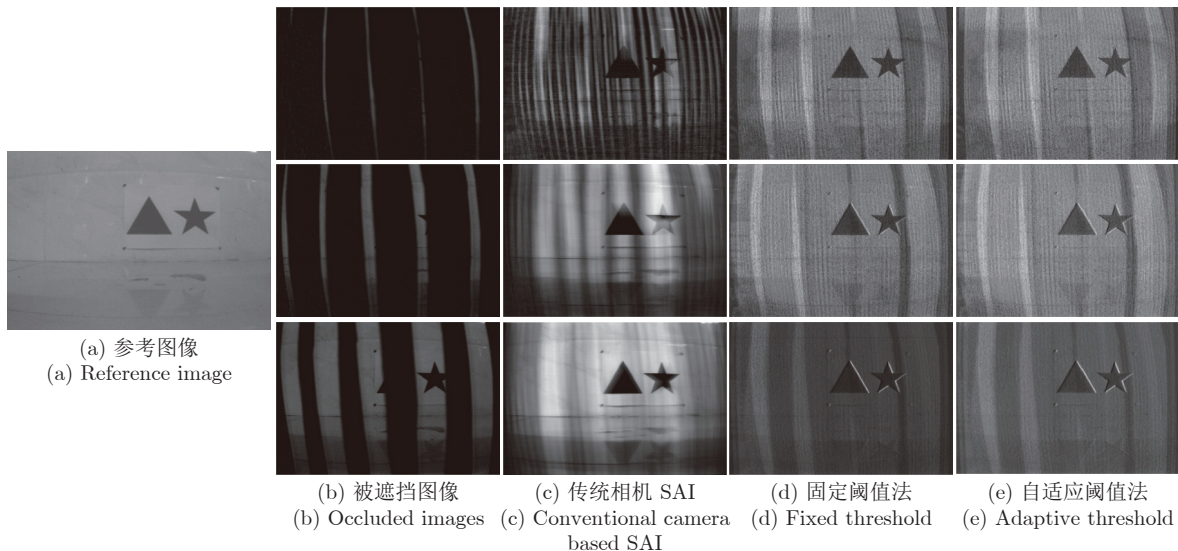 (a) 参考图像
(a) Reference image
(b) 被遮挡图像
(b) Occluded images
(c) 传统相机 SAI
(c) Conventional camera
based SAI
(d) 固定阈值法
(d) Fixed threshold
(e) 自适应阈值法
(e) Adaptive threshold